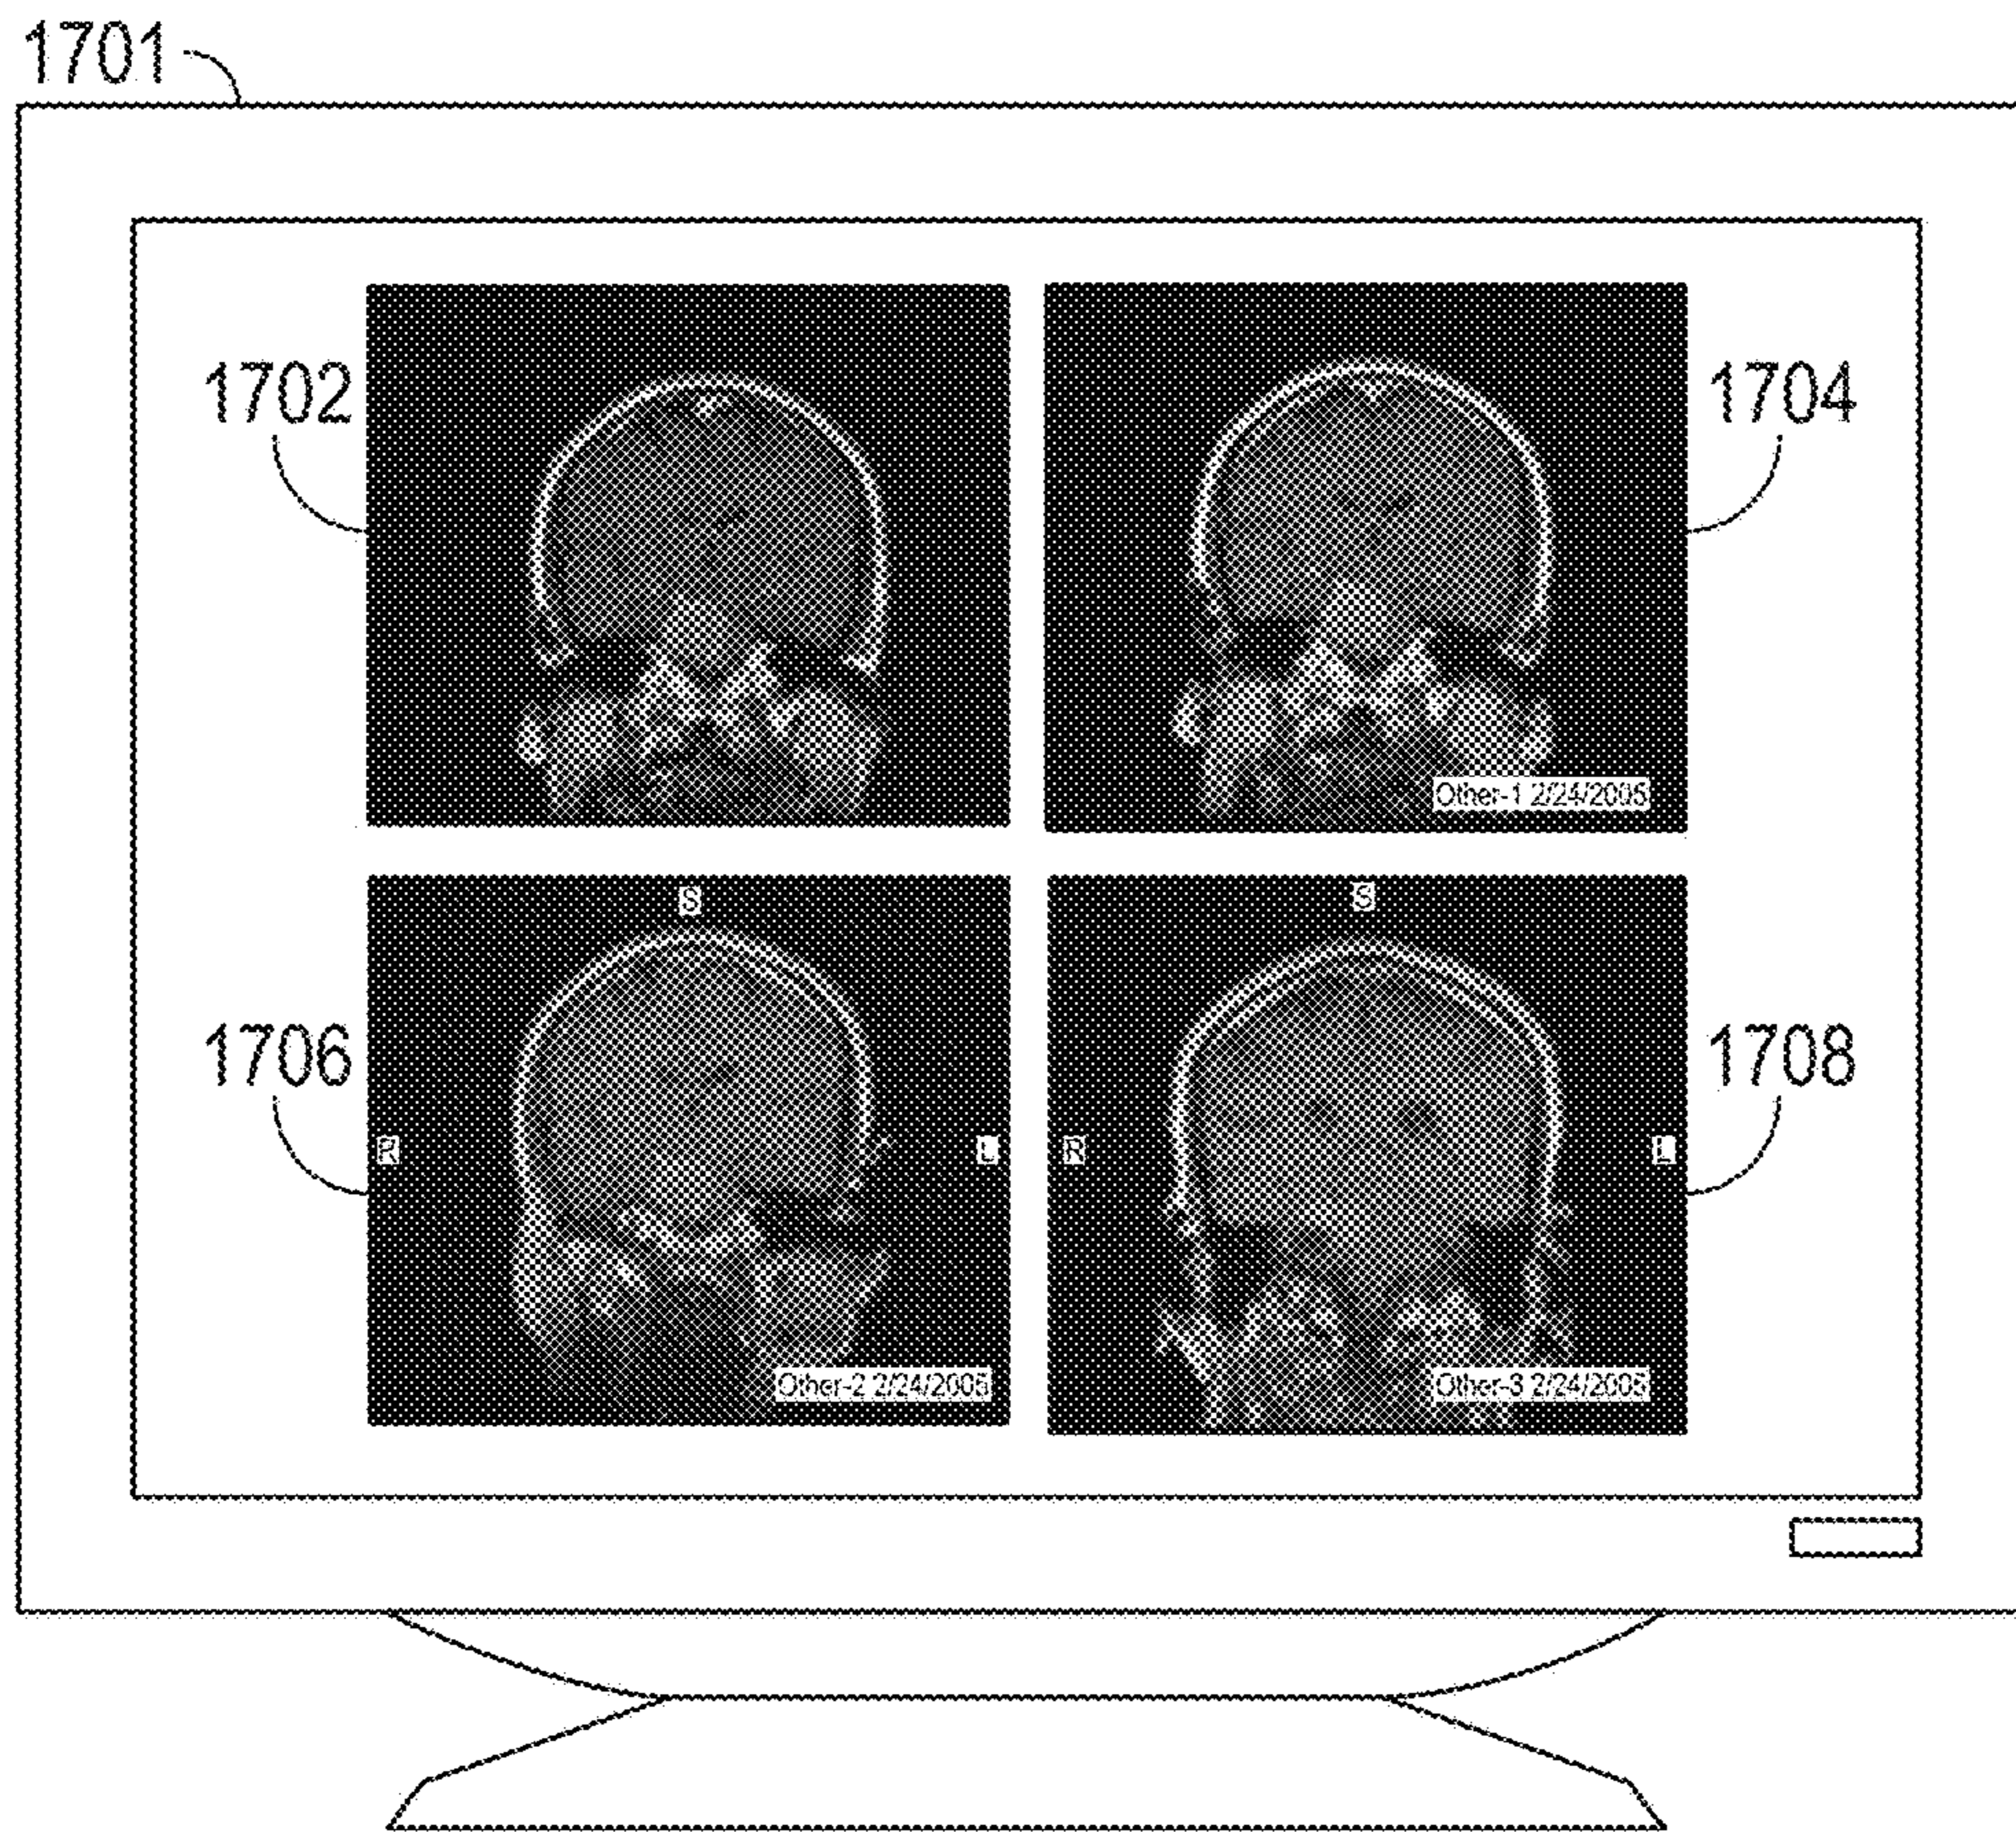 1701
1702
1704
Other-1 2/24/2005
1706
1708
S
S
R
L
R
L
Other-2 2/24/2005
Other-3 2/24/2005